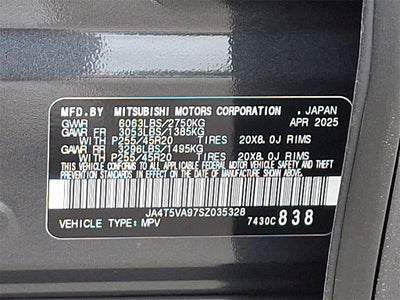 MFD.BY MITSUBISHI MOTORS CORPORATION , JAPAN
GVWR 6063LBS/2750KG APR 2025
GAWR FR 3053LBS/1385KG
W/ P255/45R20 TIRES 20X8.0J RIMS
GAWR RR 3296LBS/1495KG
W/ P255/45R20 TIRES 20X8.0J RIMS
THIS VEHICLE CONFORMS TO ALL APPLICABLE FEDERAL
MOTOR VEHICLE SAFETY AND THEFT
PREVENTION STANDARDS IN EFFECT ON THE DATE OF
MANUFACTURE SHOWN ABOVE.
JA4T5VA97SZ035328
VEHICLE TYPE: MPV 7430C 838